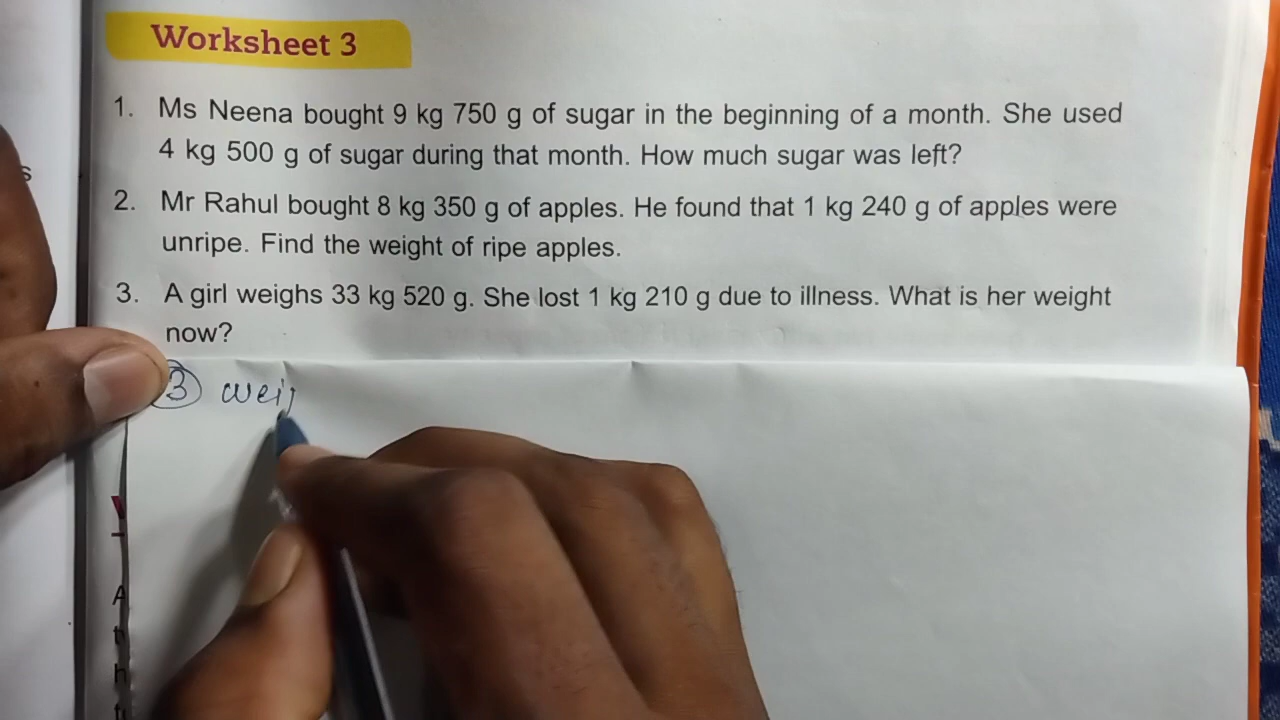 Worksheet 3
1. Ms Neena bought 9 kg 750 g of sugar in the beginning of a month. She used
4 kg 500 g of sugar during that month. How much sugar was left?
2. Mr Rahul bought 8 kg 350 g of apples. He found that 1 kg 240 g of apples were
unripe. Find the weight of ripe apples.
3. A girl weighs 33 kg 520 g. She lost 1 kg 210 g due to illness. What is her weight
now?
3 wei